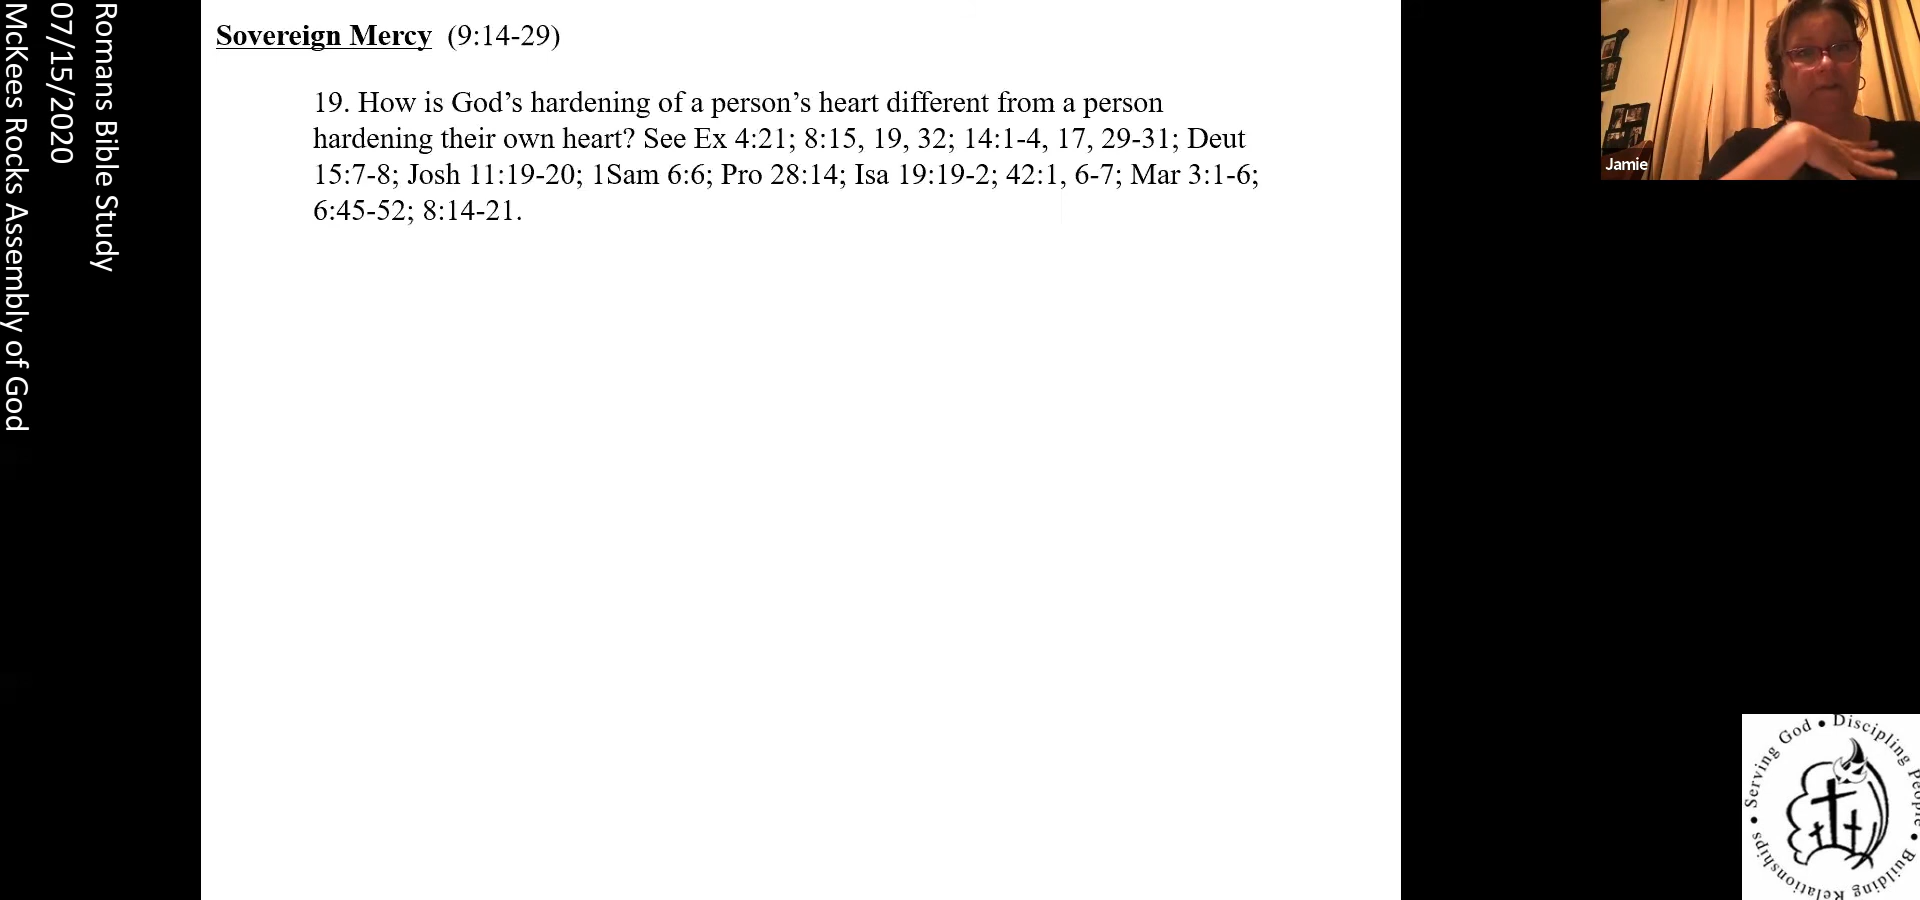 Romans Bible Study
07/15/2020
McKees Rocks Assembly of God
Sovereign Mercy (9:14-29)
19. How is God’s hardening of a person’s heart different from a person
hardening their own heart? See Ex 4:21; 8:15, 19, 32; 14:1-4, 17, 29-31; Deut
15:7-8; Josh 11:19-20; 1Sam 6:6; Pro 28:14; Isa 19:19-2; 42:1, 6-7; Mar 3:1-6;
6:45-52; 8:14-21.
Jamie
Serving God • Discipling People • Building Relationships •